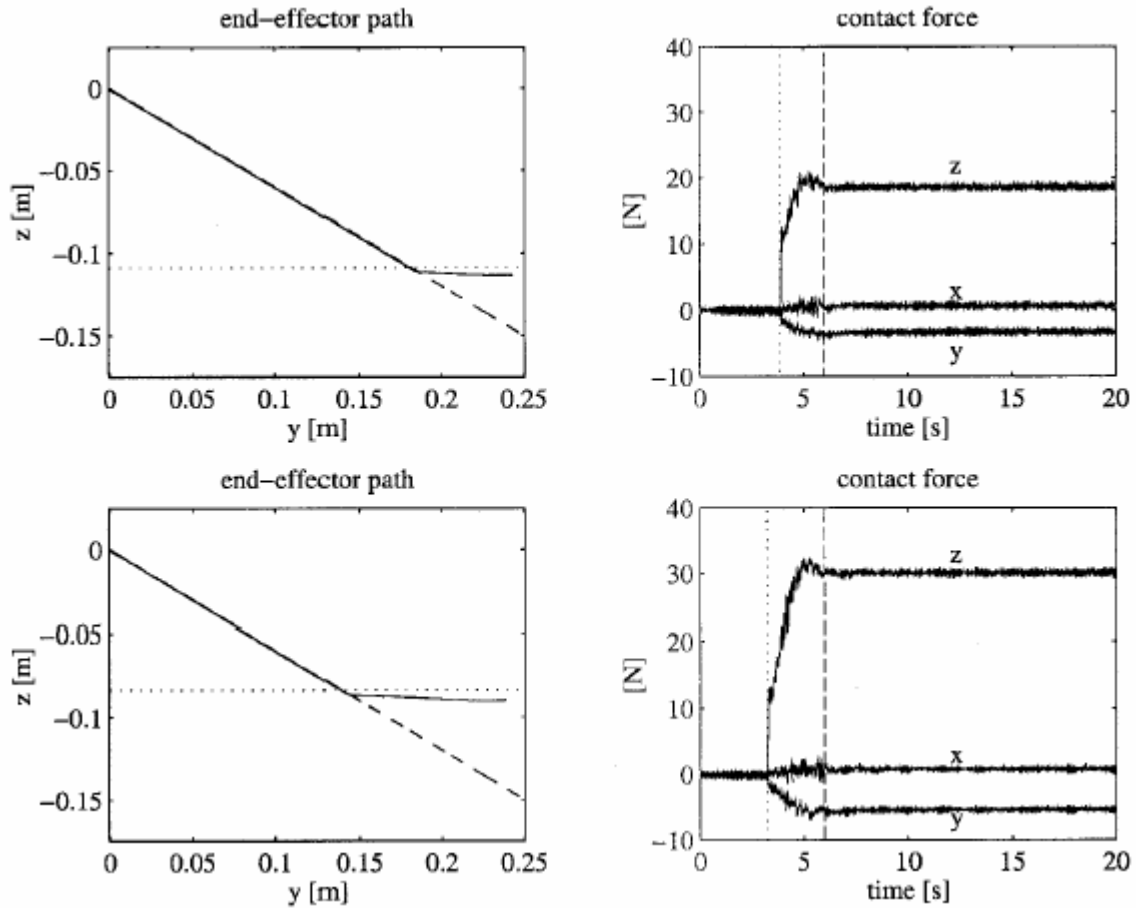 end−effector path
z [m]
0
−0.05
−0.1
−0.15
0 0.05 0.1 0.15 0.2 0.25
y [m]
contact force
[N]
40
30
20
10
0
−10
z
x
y
0 5 10 15 20
time [s]
end−effector path
z [m]
0
−0.05
−0.1
−0.15
0 0.05 0.1 0.15 0.2 0.25
y [m]
contact force
[N]
40
30
20
10
0
−10
z
x
y
0 5 10 15 20
time [s]